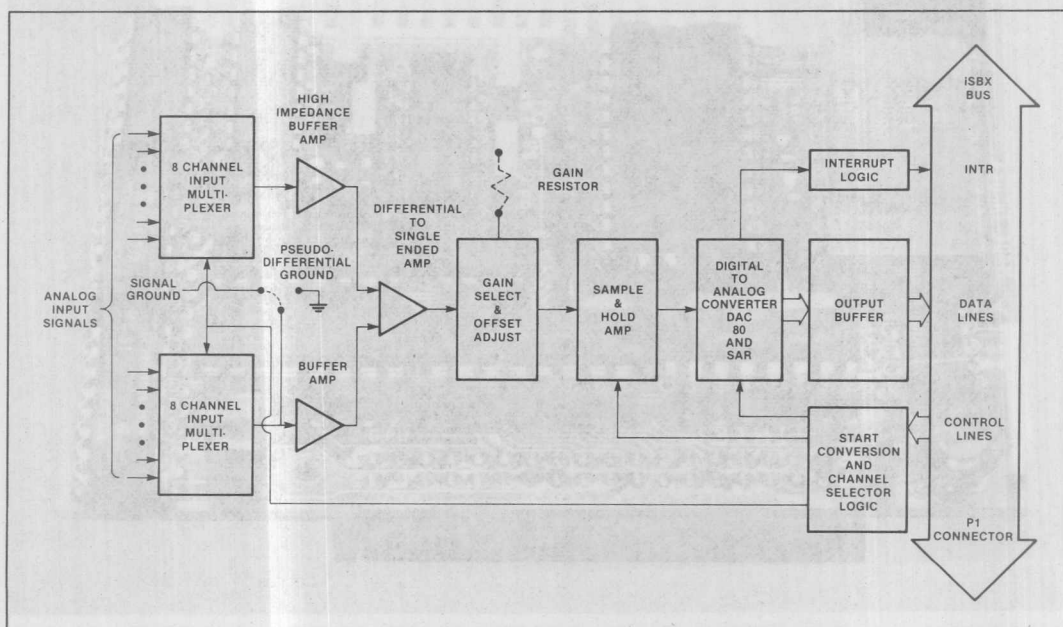 8 CHANNEL
INPUT
MULTI-
PLEXER
HIGH
IMPEDANCE
BUFFER
AMP
GAIN
RESISTOR
DIFFERENTIAL
TO
SINGLE
ENDED
AMP
PSEUDO-
DIFFERENTIAL
GROUND
SIGNAL
GROUND
ANALOG
INPUT
SIGNALS
8 CHANNEL
INPUT
MULTI-
PLEXER
BUFFER
AMP
GAIN
SELECT
&
OFFSET
ADJUST
SAMPLE
&
HOLD
AMP
DIGITAL
TO
ANALOG
CONVERTER
DAC
80
AND
SAR
INTERRUPT
LOGIC
OUTPUT
BUFFER
START
CONVERSION
AND
CHANNEL
SELECTOR
LOGIC
iSBX
BUS
INTR
DATA
LINES
CONTROL
LINES
P1
CONNECTOR